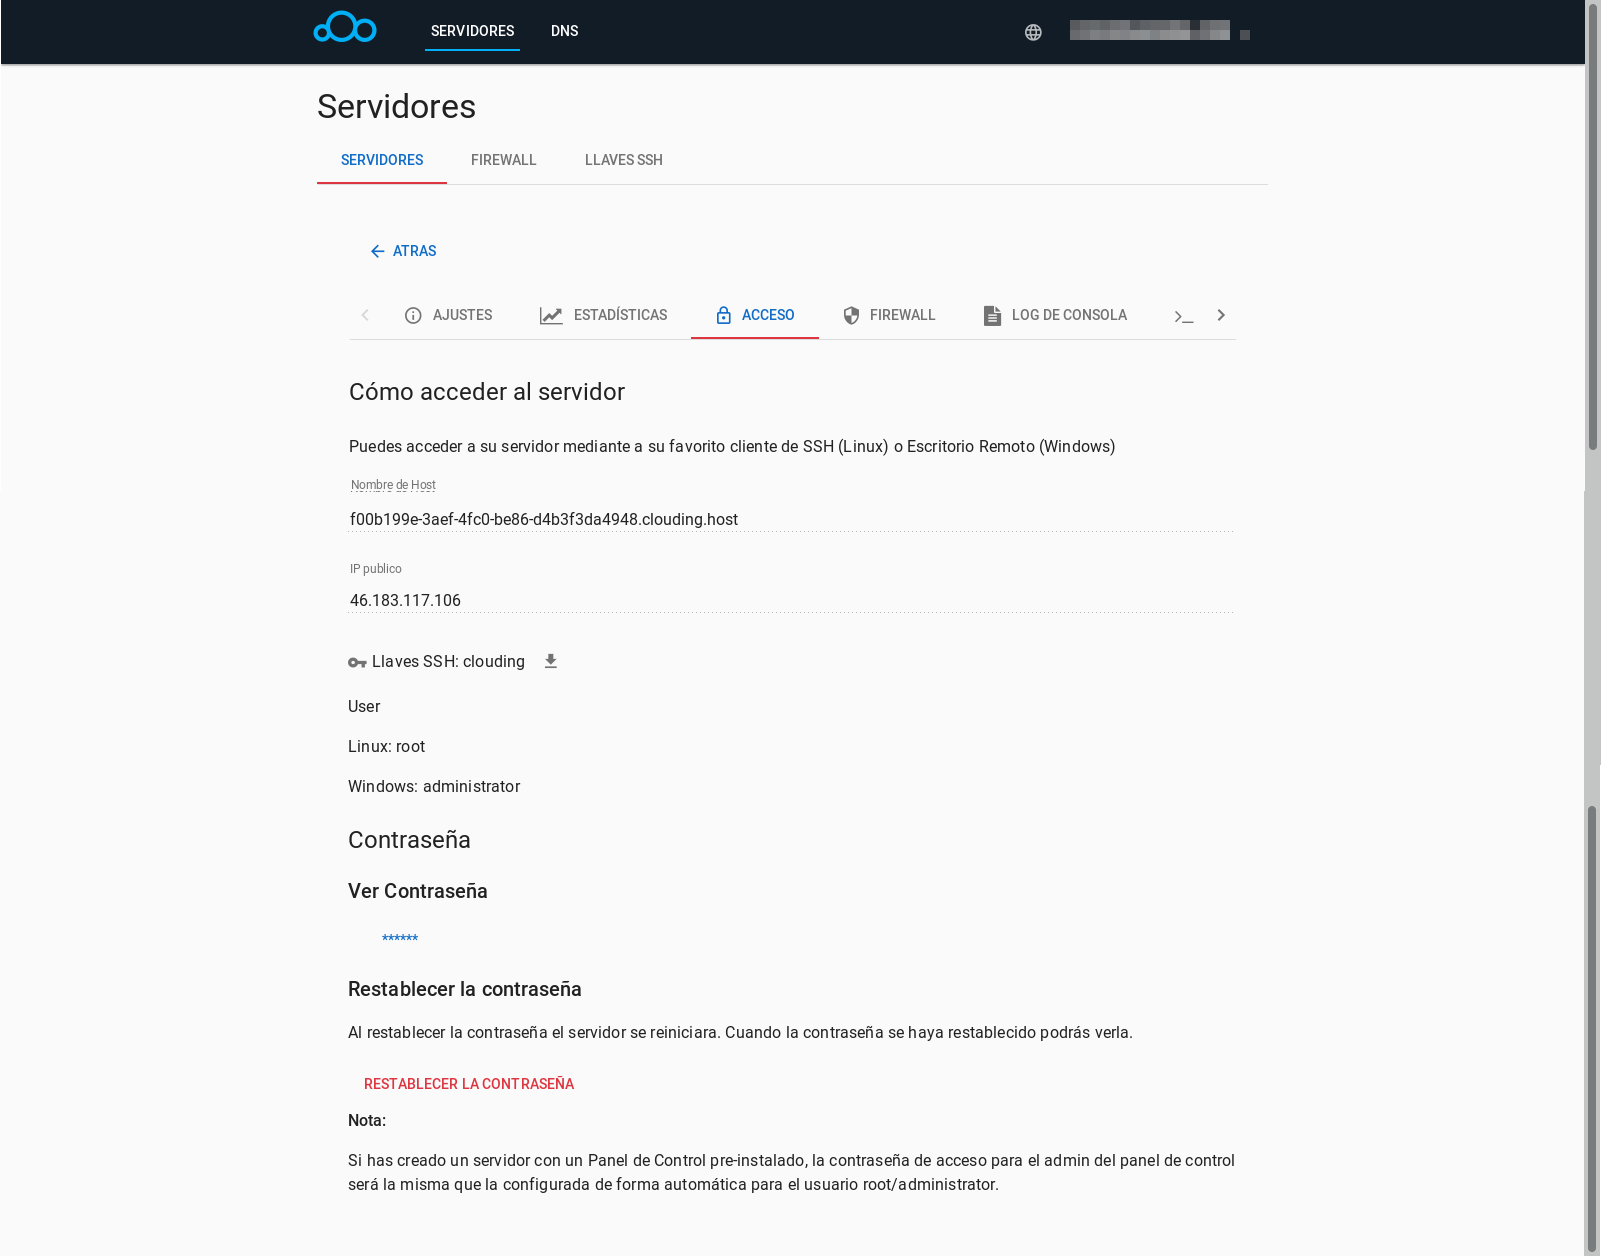 SERVIDORES DNS
Servidores
SERVIDORES FIREWALL LLAVES SSH
ATRAS
AJUSTES ESTADÍSTICAS ACCESO FIREWALL LOG DE CONSOLA
Cómo acceder al servidor
Puedes acceder a su servidor mediante a su favorito cliente de SSH (Linux) o Escritorio Remoto (Windows)
Nombre de Host
f00b199e-3aef-4fc0-be86-d4b3f3da4948.clouding.host
IP publico
46.183.117.106
Llaves SSH: clouding
User
Linux: root
Windows: administrator
Contraseña
Ver Contraseña
******
Restablecer la contraseña
Al restablecer la contraseña el servidor se reiniciara. Cuando la contraseña se haya restablecido podrás verla.
RESTABLECER LA CONTRASEÑA
Nota:
Si has creado un servidor con un Panel de Control pre-instalado, la contraseña de acceso para el admin del panel de control
será la misma que la configurada de forma automática para el usuario root/administrator.